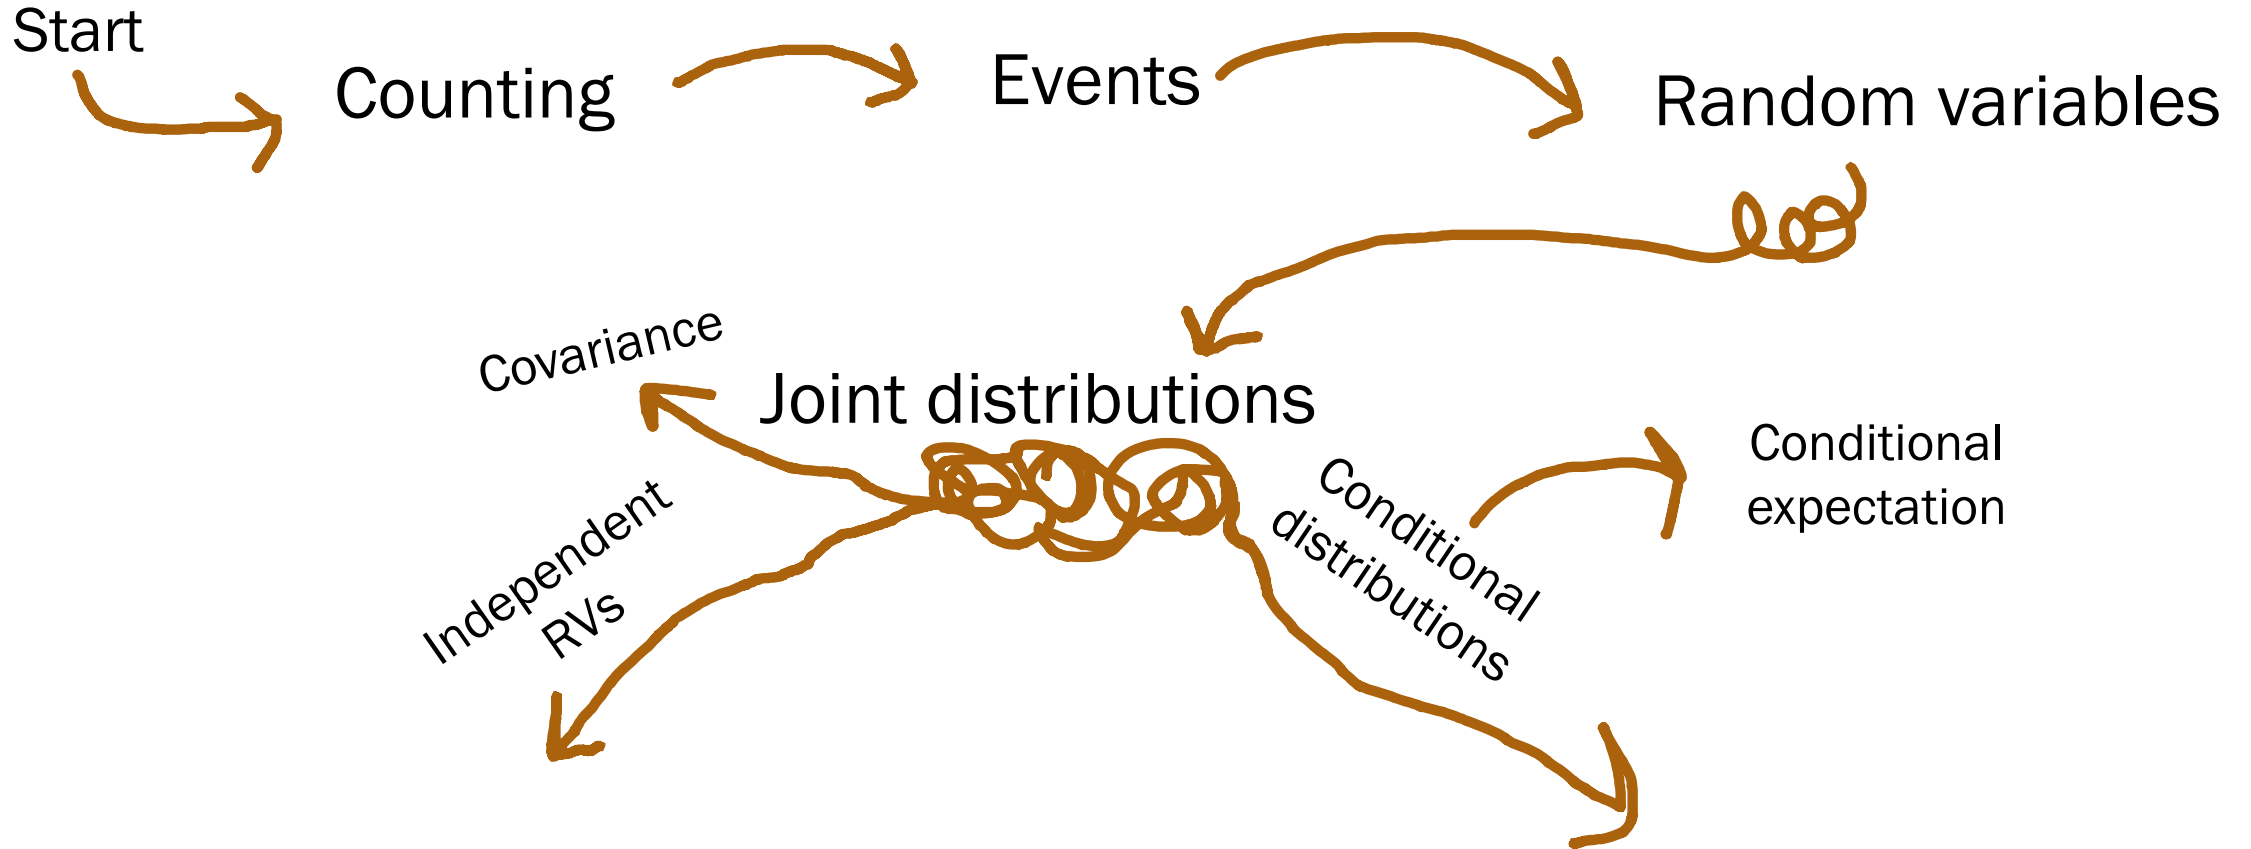 Start
Counting
Events
Random variables
Covariance
Joint distributions
Independent
RVs
Conditional
distributions
Conditional
expectation